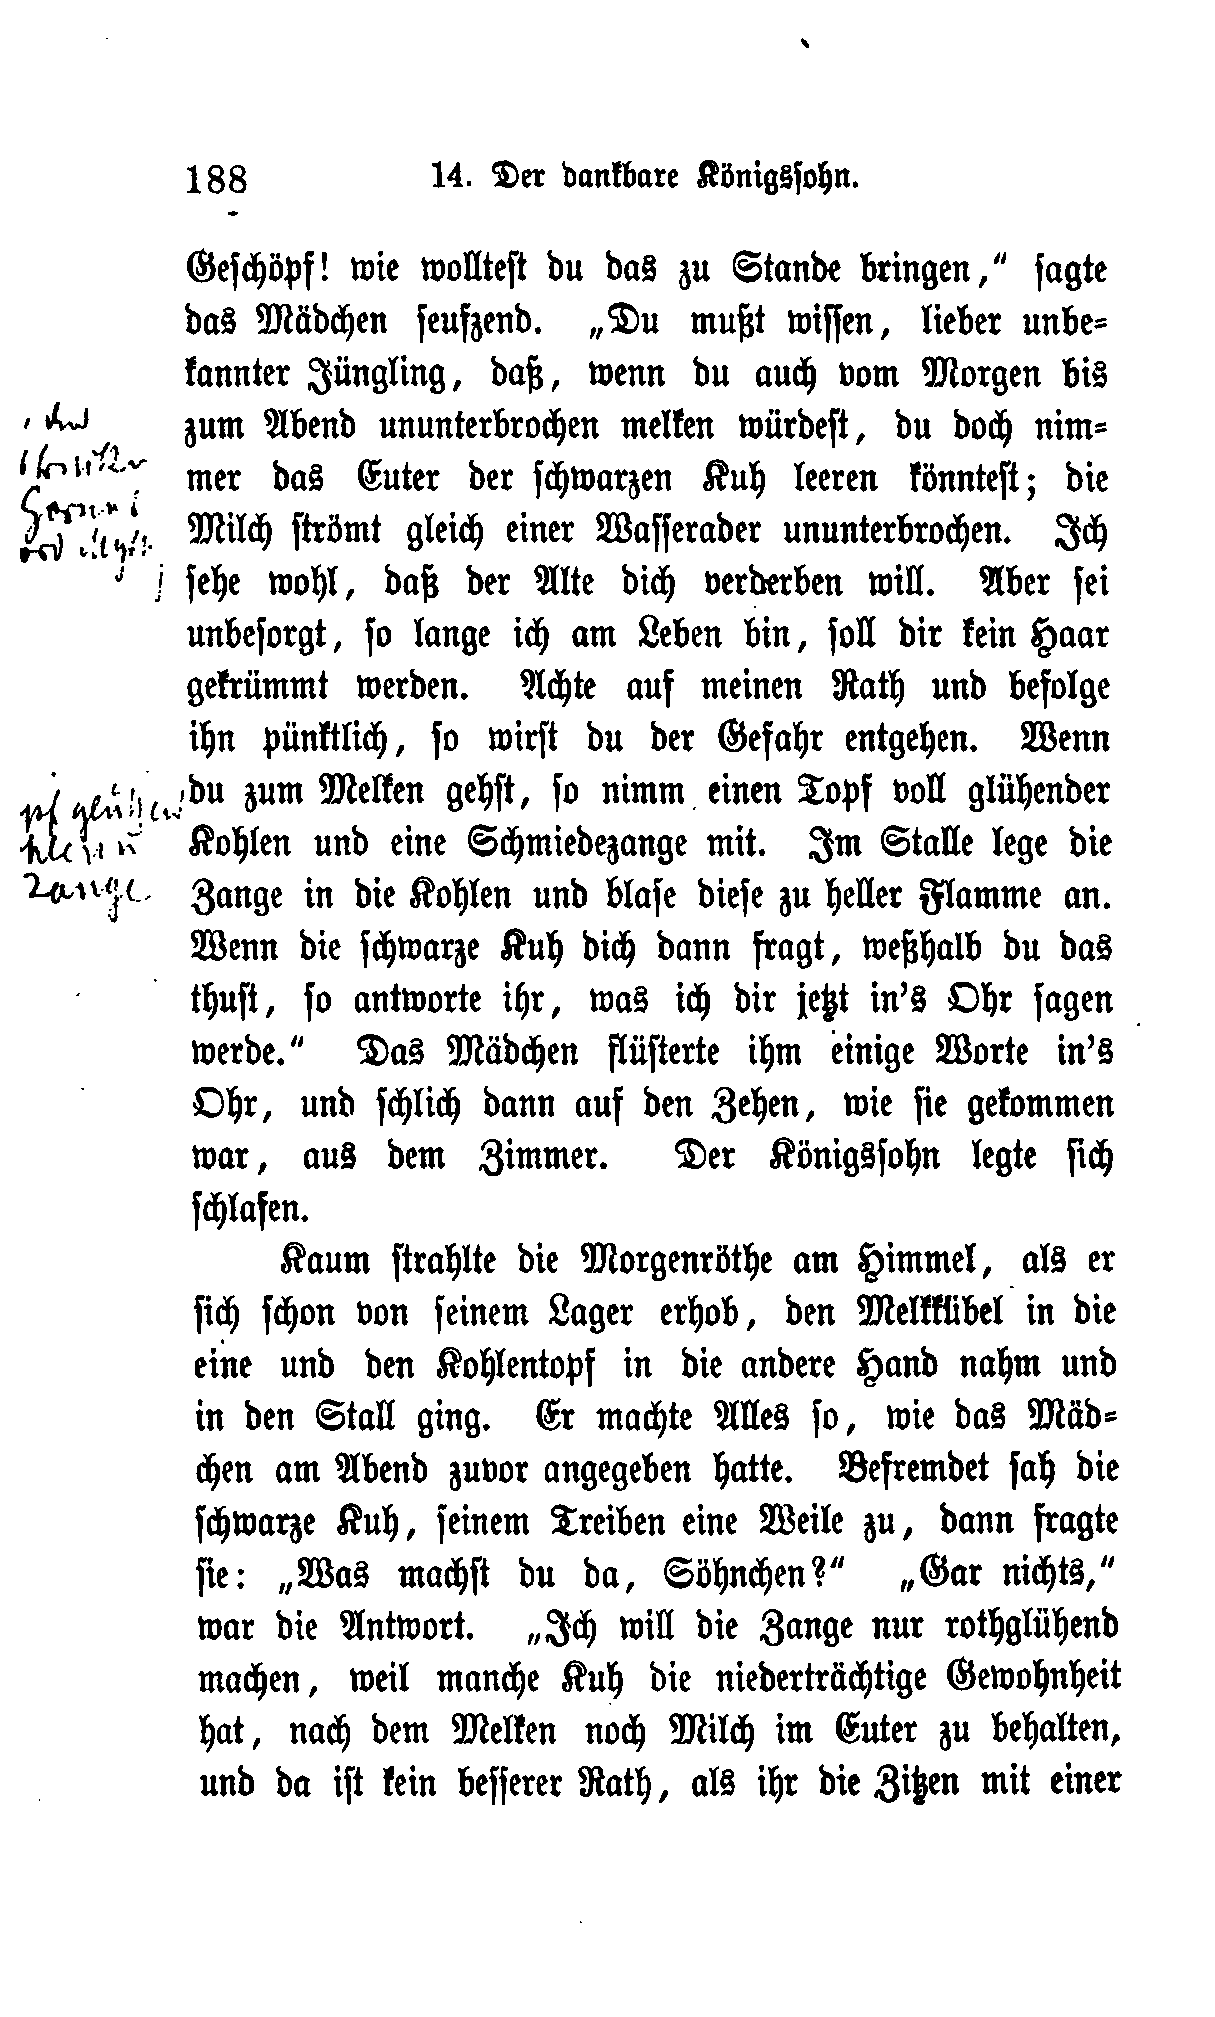 188 14. Der dankbare Königssohn.
Geschöpf! wie wolltest du das zu Stande bringen,“ sagte
das Mädchen seufzend. „Du mußt wissen, lieber unbe-
kannter Jüngling, daß, wenn du auch vom Morgen bis
zum Abend ununterbrochen melken würdest, du doch nim-
mer das Euter der schwarzen Kuh leeren könntest; die
Milch strömt gleich einer Wasserader ununterbrochen. Ich
sehe wohl, daß der Alte dich verderben will. Aber sei
unbesorgt, so lange ich am Leben bin, soll dir kein Haar
gekrümmt werden. Achte auf meinen Rath und befolge
ihn pünktlich, so wirst du der Gefahr entgehen. Wenn
du zum Melken gehst, so nimm einen Topf voll glühender
Kohlen und eine Schmiedezange mit. Im Stalle lege die
Zange in die Kohlen und blase diese zu heller Flamme an.
Wenn die schwarze Kuh dich dann fragt, weßhalb du das
thust, so antworte ihr, was ich dir jetzt in's Ohr sagen
werde.“ Das Mädchen flüsterte ihm einige Worte in's
Ohr, und schlich dann auf den Zehen, wie sie gekommen
war, aus dem Zimmer. Der Königssohn legte sich
schlafen.
Kaum strahlte die Morgenröthe am Himmel, als er
sich schon von seinem Lager erhob, den Melkkübel in die
eine und den Kohlentopf in die andere Hand nahm und
in den Stall ging. Er machte Alles so, wie das Mäd-
chen am Abend zuvor angegeben hatte. Befremdet sah die
schwarze Kuh, seinem Treiben eine Weile zu, dann fragte
sie: „Was machst du da, Söhnchen?“ „Gar nichts,“
war die Antwort. „Ich will die Zange nur rothglühend
machen, weil manche Kuh die niederträchtige Gewohnheit
hat, nach dem Melken noch Milch im Euter zu behalten,
und da ist kein besserer Rath, als ihr die Zitzen mit einer
zange